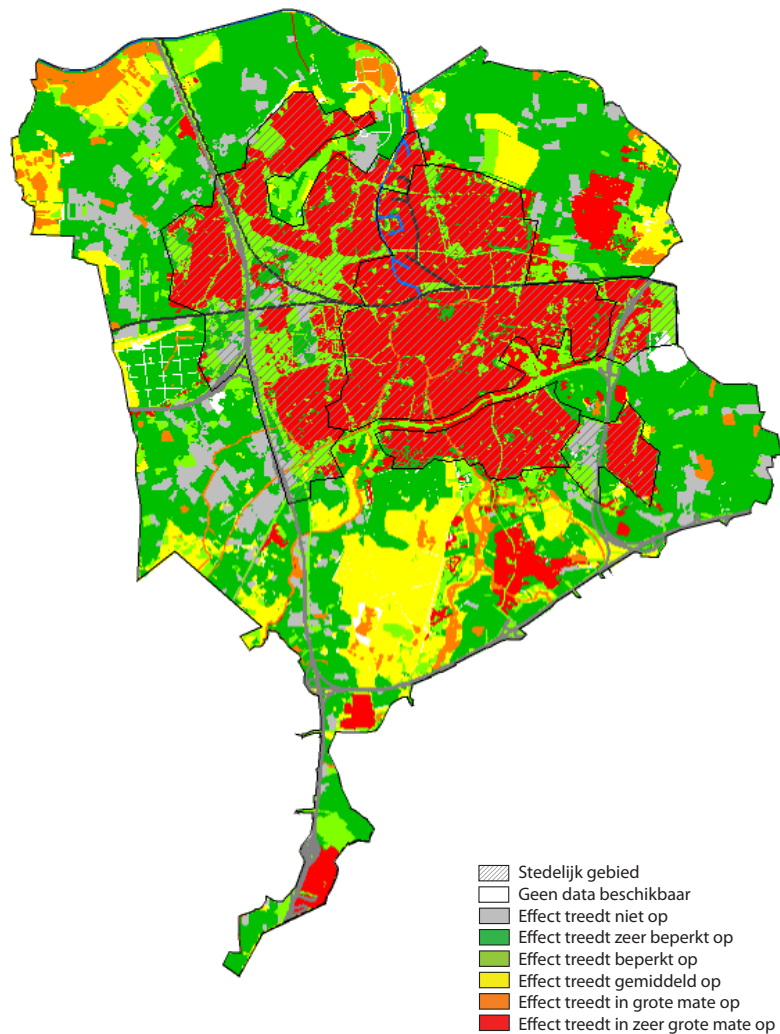 Stedelijk gebied
Geen data beschikbaar
Effect treedt niet op
Effect treedt zeer beperkt op
Effect treedt beperkt op
Effect treedt gemiddeld op
Effect treedt in grote mate op
Effect treedt in zeer grote mate op